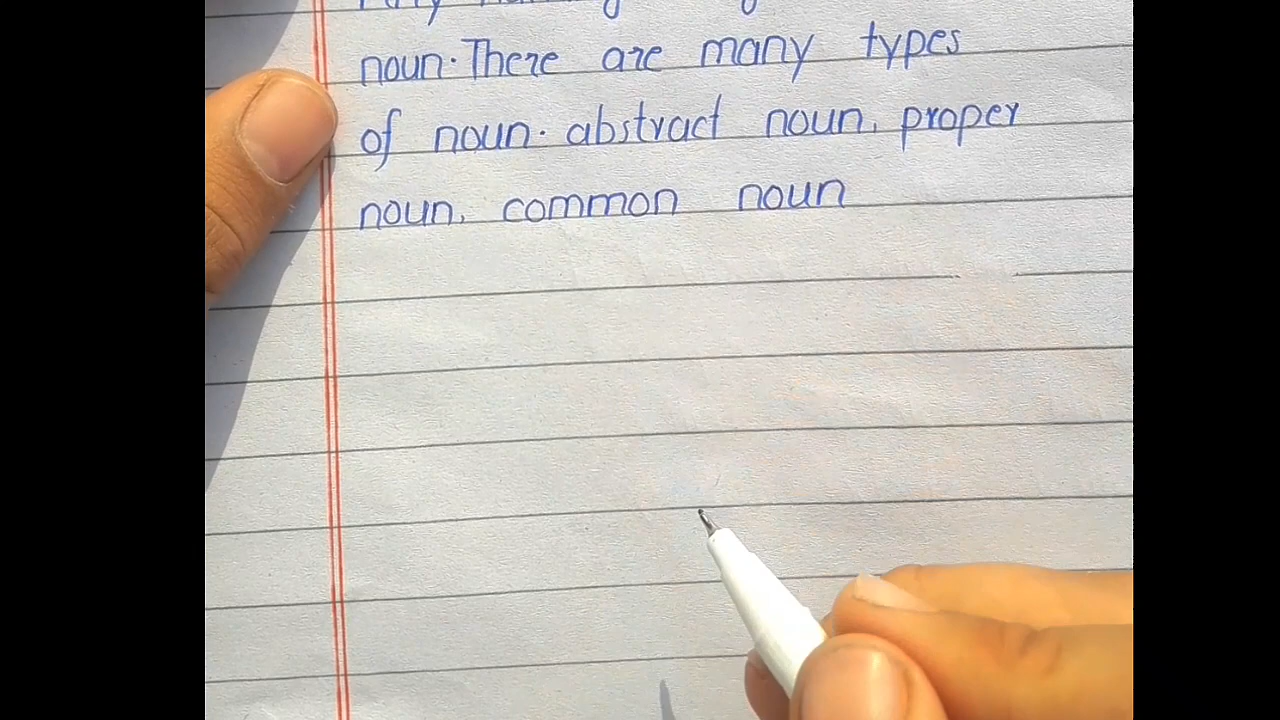 noun. There are many types
of noun. abstract noun, proper
noun, common noun